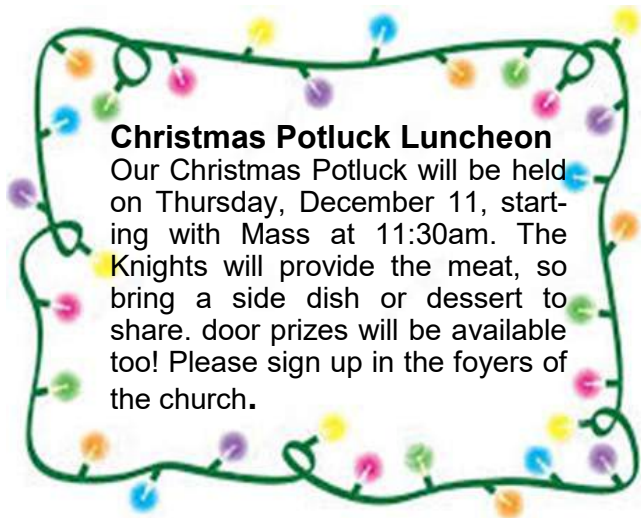 Christmas Potluck Luncheon
Our Christmas Potluck will be held
on Thursday, December 11, start-
ing with Mass at 11:30am. The
Knights will provide the meat, so
bring a side dish or dessert to
share. door prizes will be available
too! Please sign up in the foyers of
the church.